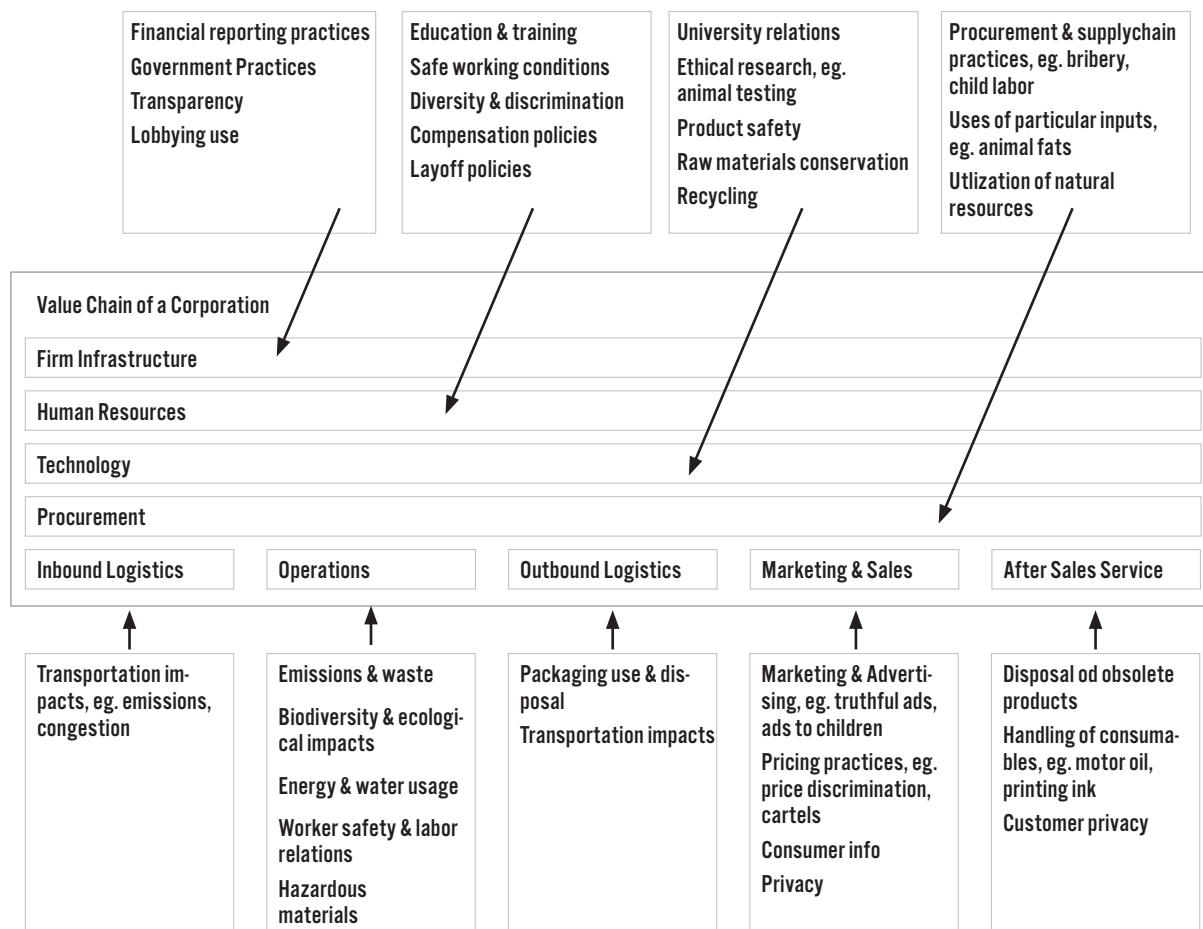 Financial reporting practices
Government Practices
Transparency
Lobbying use
Education & training
Safe working conditions
Diversity & discrimination
Compensation policies
Layoff policies
University relations
Ethical research, eg.
animal testing
Product safety
Raw materials conservation
Recycling
Procurement & supplychain
practices, eg. bribery,
child labor
Uses of particular inputs,
eg. animal fats
Utlization of natural
resources
Value Chain of a Corporation
Firm Infrastructure
Human Resources
Technology
Procurement
Inbound Logistics
Operations
Outbound Logistics
Marketing & Sales
After Sales Service
Transportation im-
pacts, eg. emissions,
congestion
Emissions & waste
Biodiversity & ecologi-
cal impacts
Energy & water usage
Worker safety & labor
relations
Hazardous
materials
Packaging use & dis-
posal
Transportation impacts
Marketing & Adverti-
sing, eg. truthful ads,
ads to children
Pricing practices, eg.
price discrimination,
cartels
Consumer info
Privacy
Disposal od obsolete
products
Handling of consuma-
bles, eg. motor oil,
printing ink
Customer privacy